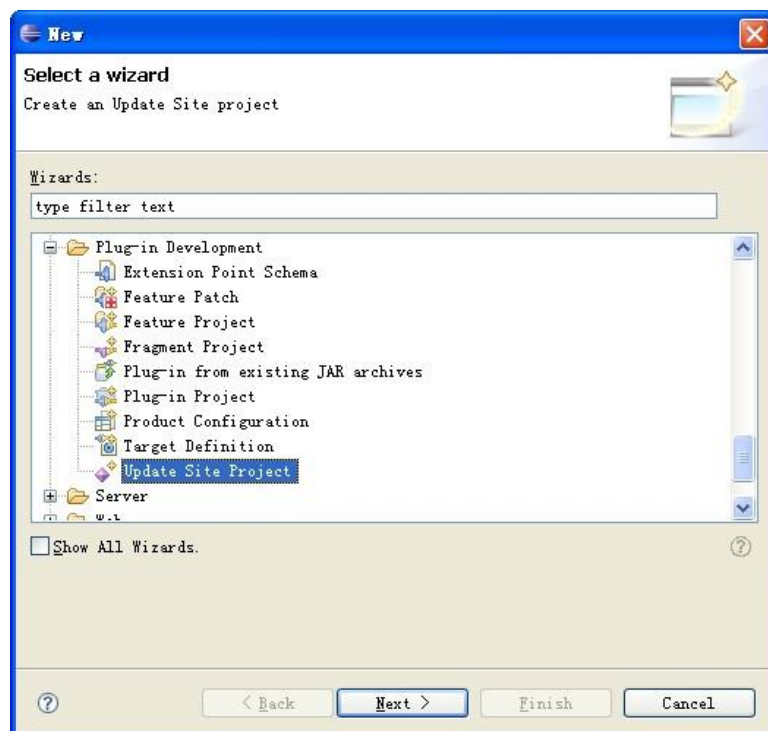 New
Select a wizard
Create an Update Site project
Wizards:
type filter text
Plug-in Development
Extension Point Schema
Feature Patch
Feature Project
Fragment Project
Plug-in from existing JAR archives
Plug-in Project
Product Configuration
Target Definition
Update Site Project
Server
Show All Wizards.
< Back Next > Finish Cancel